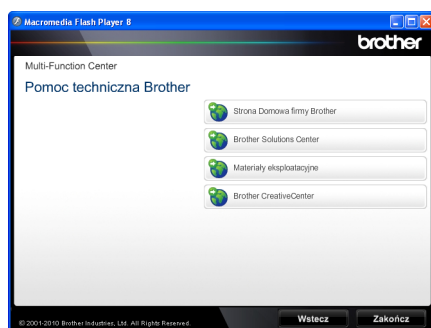 Macromedia Flash Player 8
brother
Multi-Function Center
Pomoc techniczna Brother
Strona Domowa firmy Brother
Brother Solutions Center
Materiały eksploatacyjne
Brother CreativeCenter
© 2001-2010 Brother Industries, Ltd. All Rights Reserved.
Wstecz
Zakończ